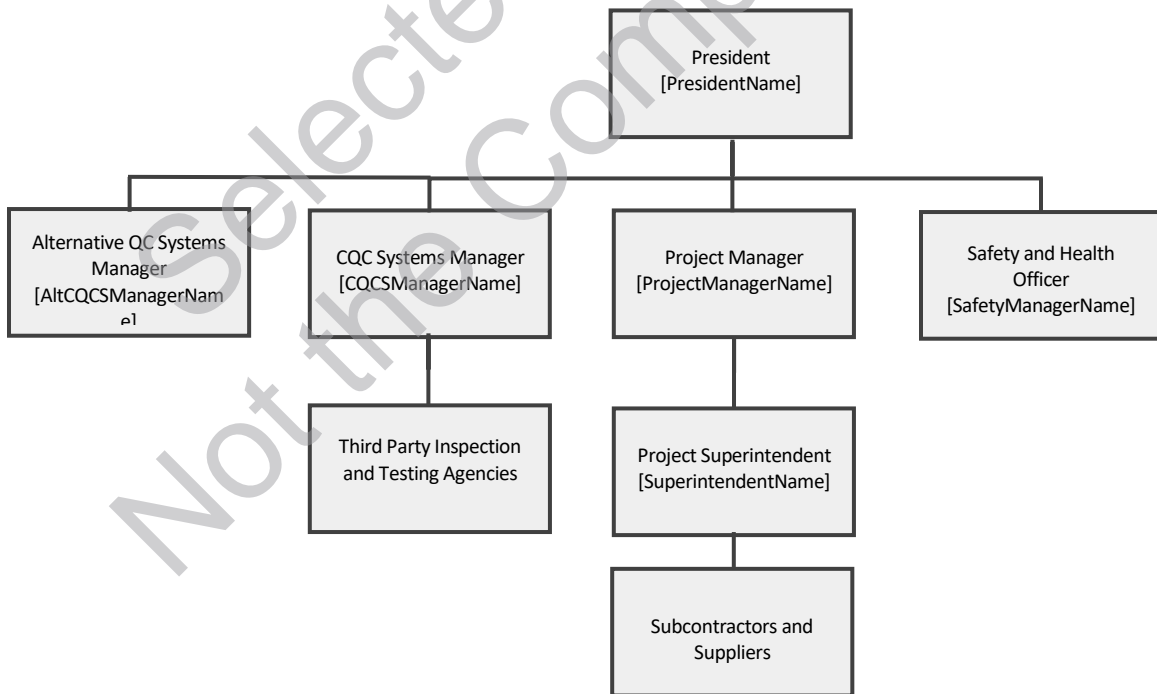 President
[PresidentName]
Alternative QC Systems
Manager
[AltCQCSManagerNam
e]
CQC Systems Manager
[CQCSManagerName]
Project Manager
[ProjectManagerName]
Safety and Health
Officer
[SafetyManagerName]
Third Party Inspection
and Testing Agencies
Project Superintendent
[SuperintendentName]
Subcontractors and
Suppliers
Selecte
Not the Comp